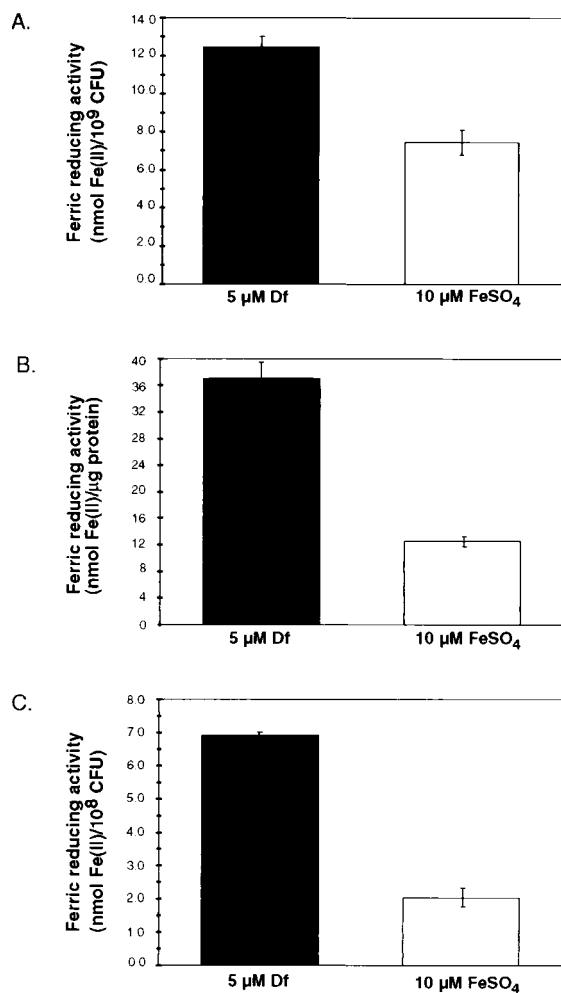 A.
Ferric reducing activity
(nmol Fe(II)/10⁹ CFU)
14.0
12.0
10.0
8.0
6.0
4.0
2.0
0.0
5 µM Df
10 µM FeSO₄
B.
Ferric reducing activity
(nmol Fe(II)/µg protein)
40
36
32
28
24
20
16
12
8
4
0
5 µM Df
10 µM FeSO₄
C.
Ferric reducing activity
(nmol Fe(II)/10⁸ CFU)
8.0
7.0
6.0
5.0
4.0
3.0
2.0
1.0
0.0
5 µM Df
10 µM FeSO₄